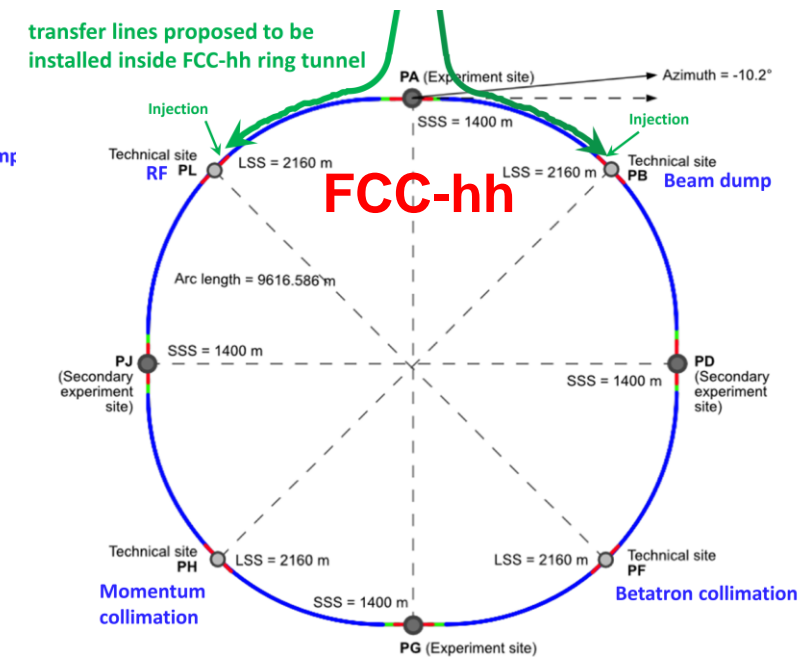 transfer lines proposed to be
installed inside FCC-hh ring tunnel
PA (Experiment site)
Azimuth = -10.2°
Injection
SSS = 1400 m
Injection
Technical site
PL
RF
LSS = 2160 m
FCC-hh
LSS = 2160 m
Technical site
PB
Beam dump
Arc length = 9616.586 m
PJ
(Secondary
experiment
site)
SSS = 1400 m
SSS = 1400 m
PD
(Secondary
experiment
site)
Technical site
PH
LSS = 2160 m
Momentum
collimation
LSS = 2160 m
Technical site
PF
Betatron collimation
SSS = 1400 m
PG (Experiment site)